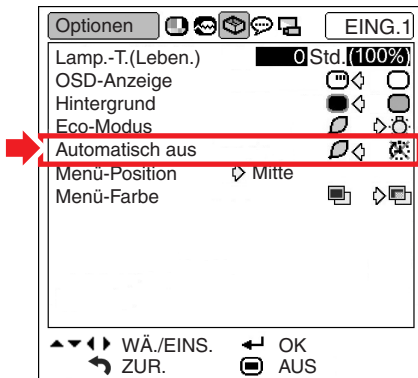 Optionen EING.1
Lamp.-T.(Leben.) 0 Std.(100%)
OSD-Anzeige
Hintergrund
Eco-Modus
Automatisch aus
Menü-Position Mitte
Menü-Farbe
WÄ./EINS. OK
ZUR. AUS